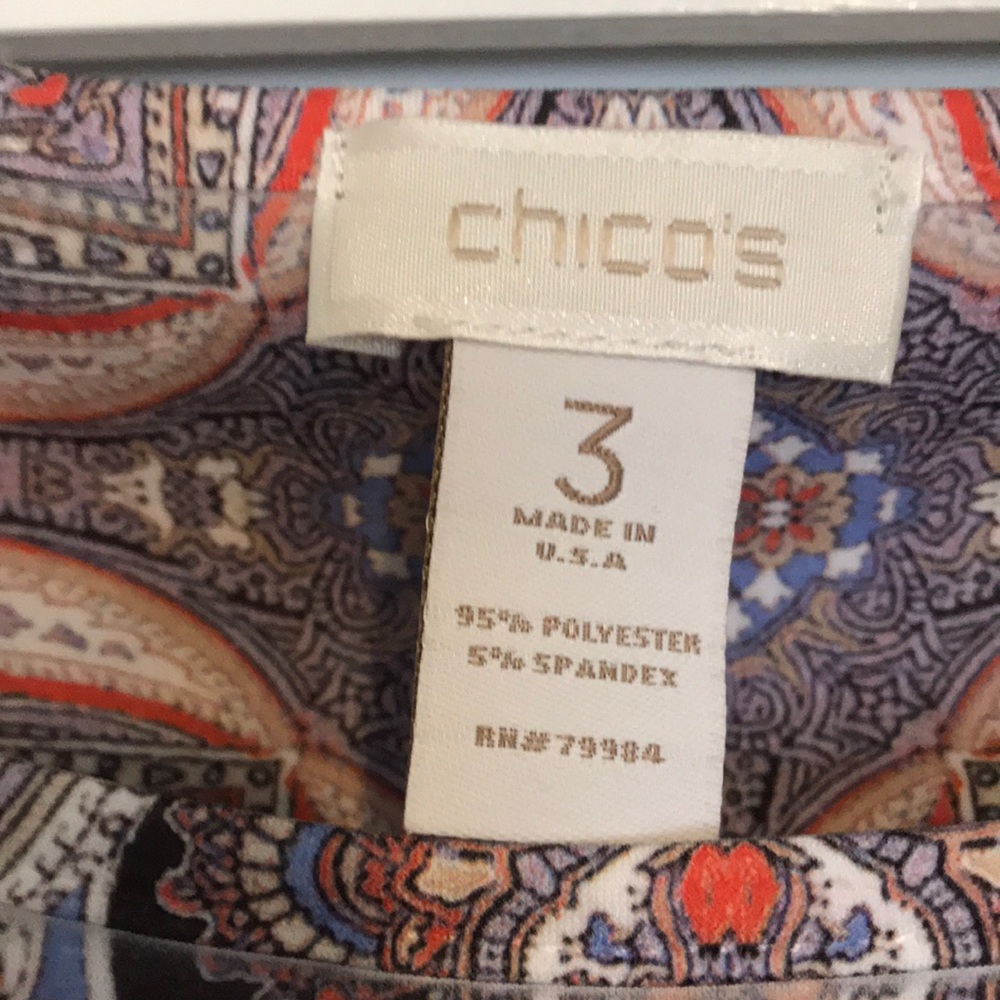 chico's
3
MADE IN
U.S.A
95% POLYESTER
5% SPANDEX
RN# 79984